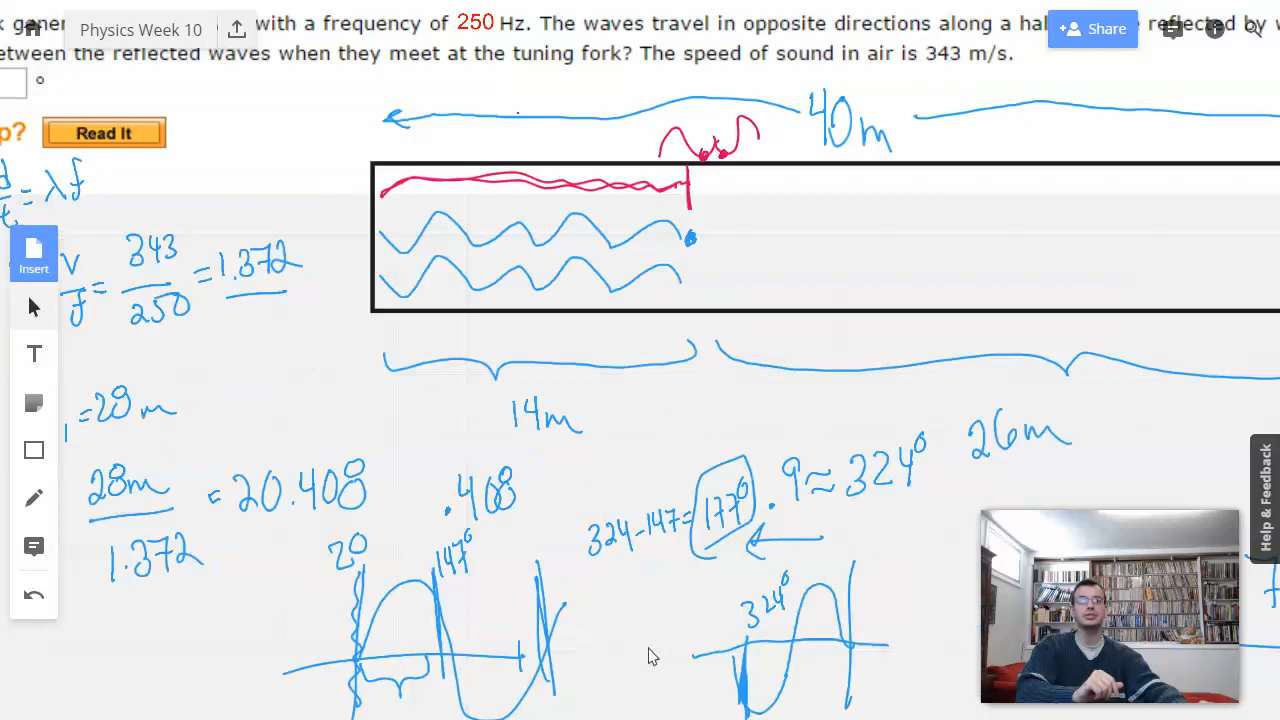 k gene with a frequency of 250 Hz. The waves travel in opposite directions along a hal e reflected by w
Physics Week 10
Share
etween the reflected waves when they meet at the tuning fork? The speed of sound in air is 343 m/s.
°
p?
Read It
40m
d/t = λf
Insert
v/f = 343/250 = 1.372
T
1 = 28m
14m
26m
28m/1.372 = 20.408
.408
20
147°
324-147= 177°
.9 ≈ 324°
324°
Help & Feedback